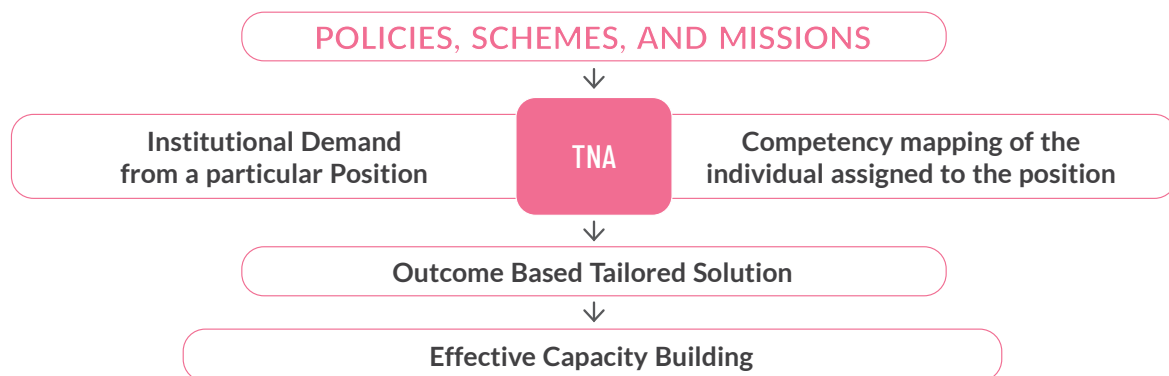 POLICIES, SCHEMES, AND MISSIONS
Institutional Demand
from a particular Position
TNA
Competency mapping of the
individual assigned to the position
Outcome Based Tailored Solution
Effective Capacity Building